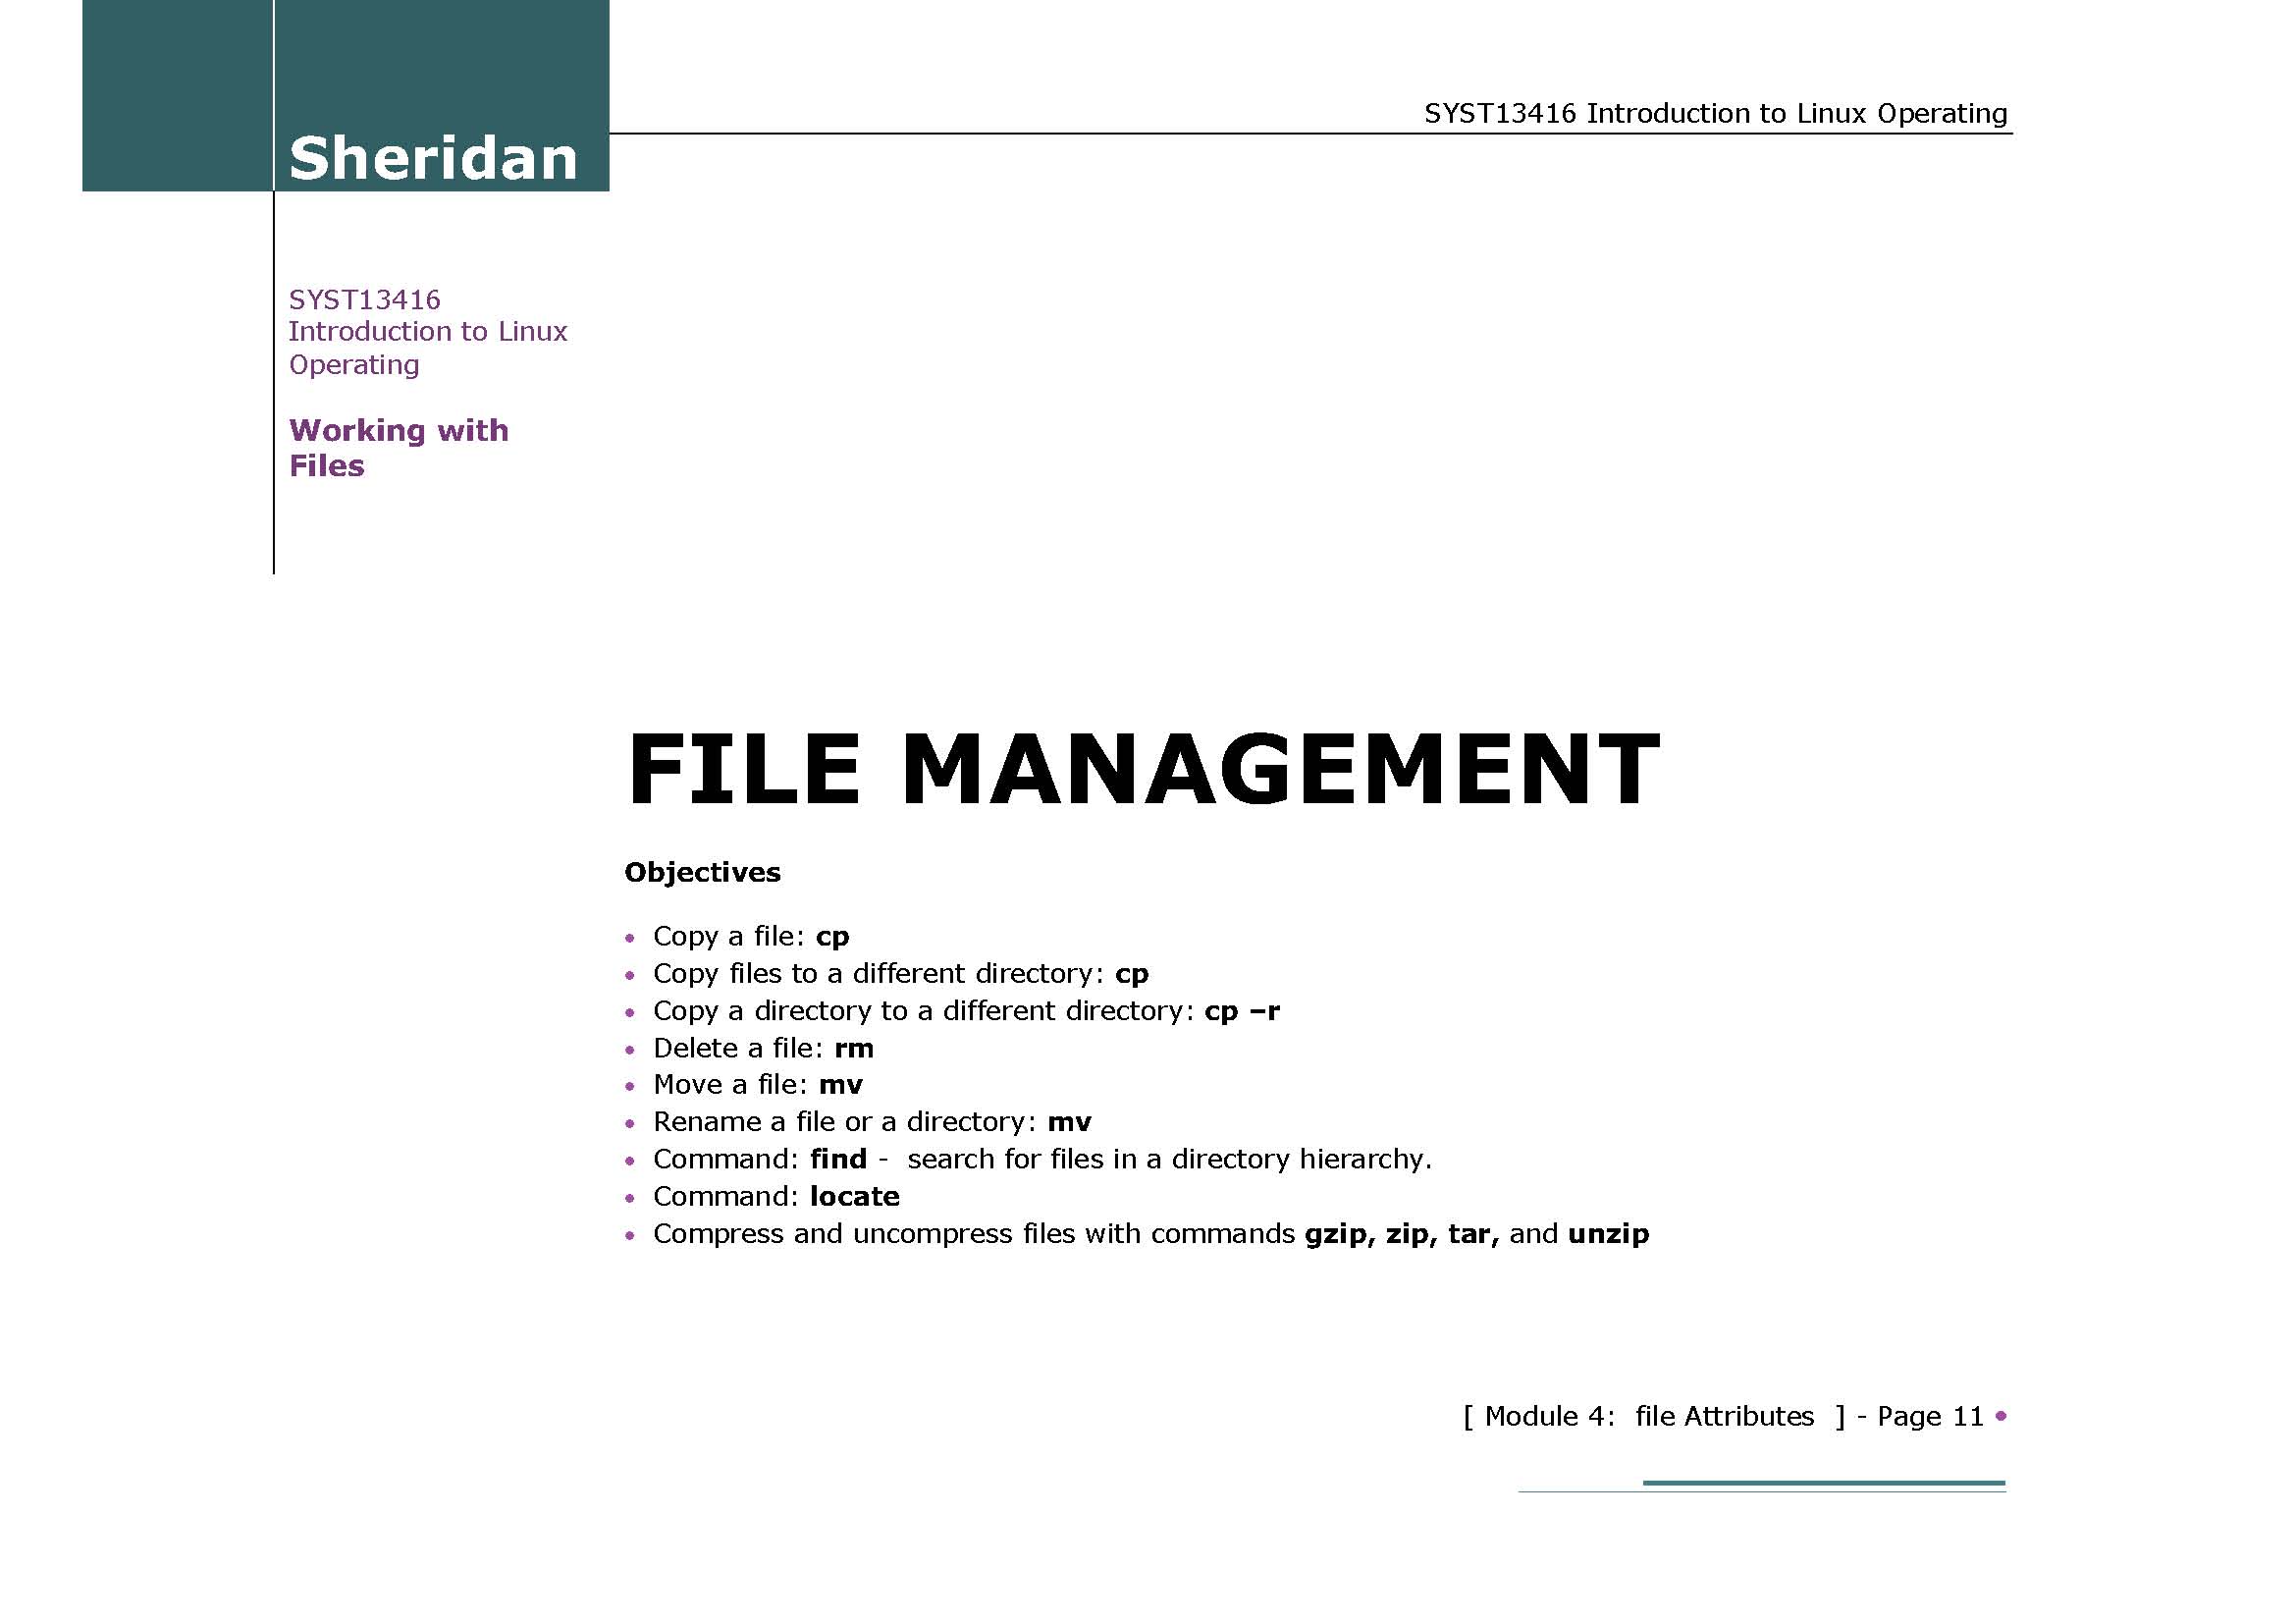 SYST13416 Introduction to Linux Operating
Sheridan
SYST13416
Introduction to Linux
Operating
Working with
Files
FILE MANAGEMENT
Objectives
• Copy a file: cp
• Copy files to a different directory: cp
• Copy a directory to a different directory: cp –r
• Delete a file: rm
• Move a file: mv
• Rename a file or a directory: mv
• Command: find -  search for files in a directory hierarchy.
• Command: locate
• Compress and uncompress files with commands gzip, zip, tar, and unzip
[ Module 4:  file Attributes  ] - Page 11 •